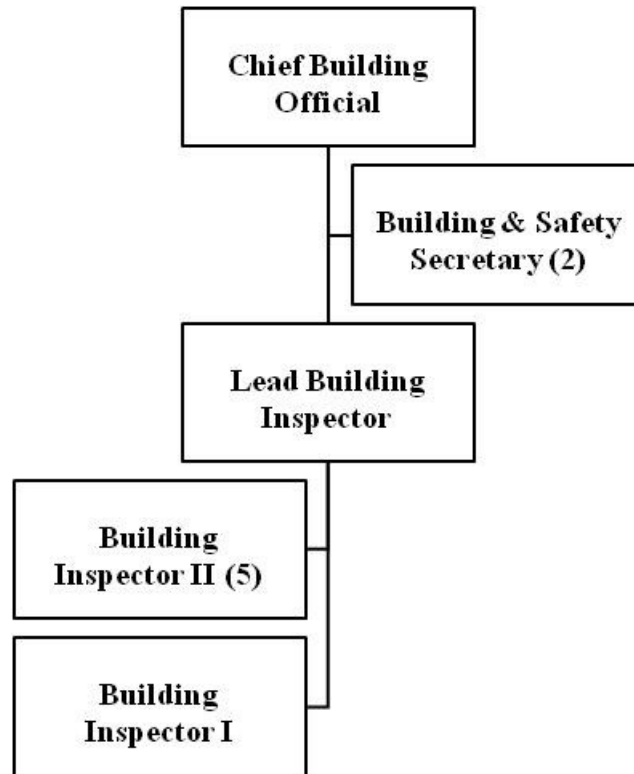 Chief Building
Official
Building & Safety
Secretary (2)
Lead Building
Inspector
Building
Inspector II (5)
Building
Inspector I